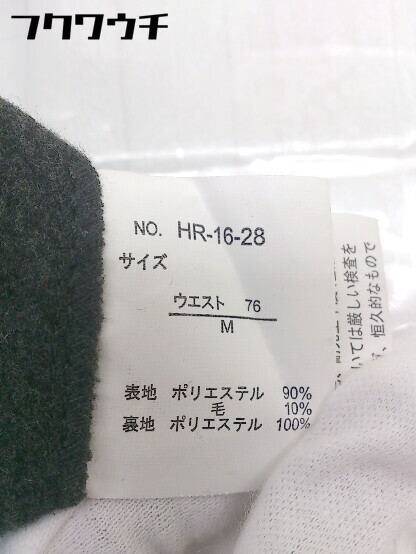 フクワウチ
NO. HR-16-28
サイズ
ウエスト 76
M
表地 ポリエステル 90%
毛 10%
裏地 ポリエステル 100%
いては厳しい検査を
、恒久的なもので